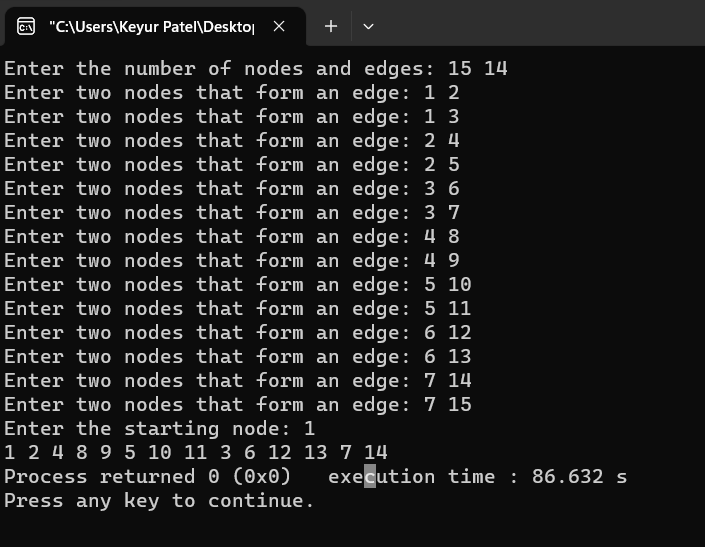 "C:\Users\Keyur Patel\Desktop
Enter the number of nodes and edges: 15 14
Enter two nodes that form an edge: 1 2
Enter two nodes that form an edge: 1 3
Enter two nodes that form an edge: 2 4
Enter two nodes that form an edge: 2 5
Enter two nodes that form an edge: 3 6
Enter two nodes that form an edge: 3 7
Enter two nodes that form an edge: 4 8
Enter two nodes that form an edge: 4 9
Enter two nodes that form an edge: 5 10
Enter two nodes that form an edge: 5 11
Enter two nodes that form an edge: 6 12
Enter two nodes that form an edge: 6 13
Enter two nodes that form an edge: 7 14
Enter two nodes that form an edge: 7 15
Enter the starting node: 1
1 2 4 8 9 5 10 11 3 6 12 13 7 14
Process returned 0 (0x0)   execution time : 86.632 s
Press any key to continue.